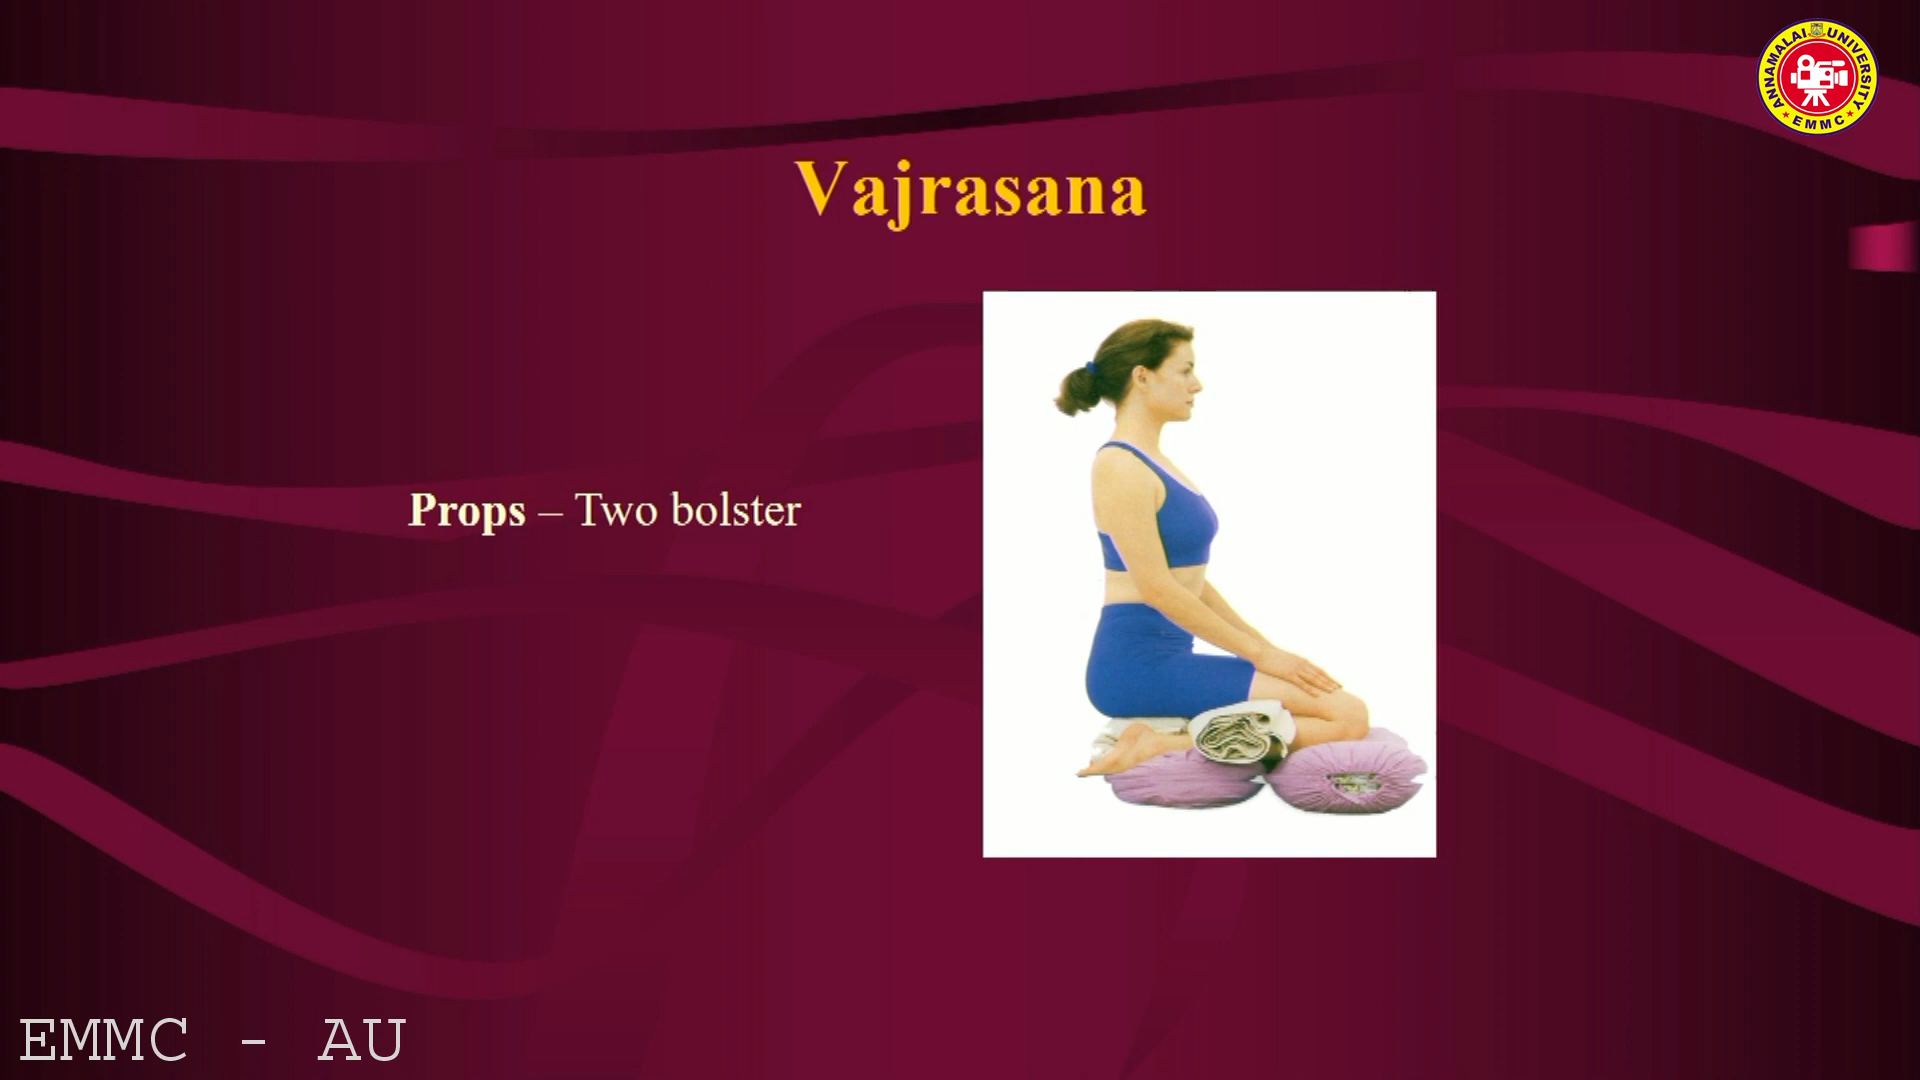 ANNAMALAI UNIVERSITY
EMMC
Vajrasana
Props – Two bolster
EMMC - AU